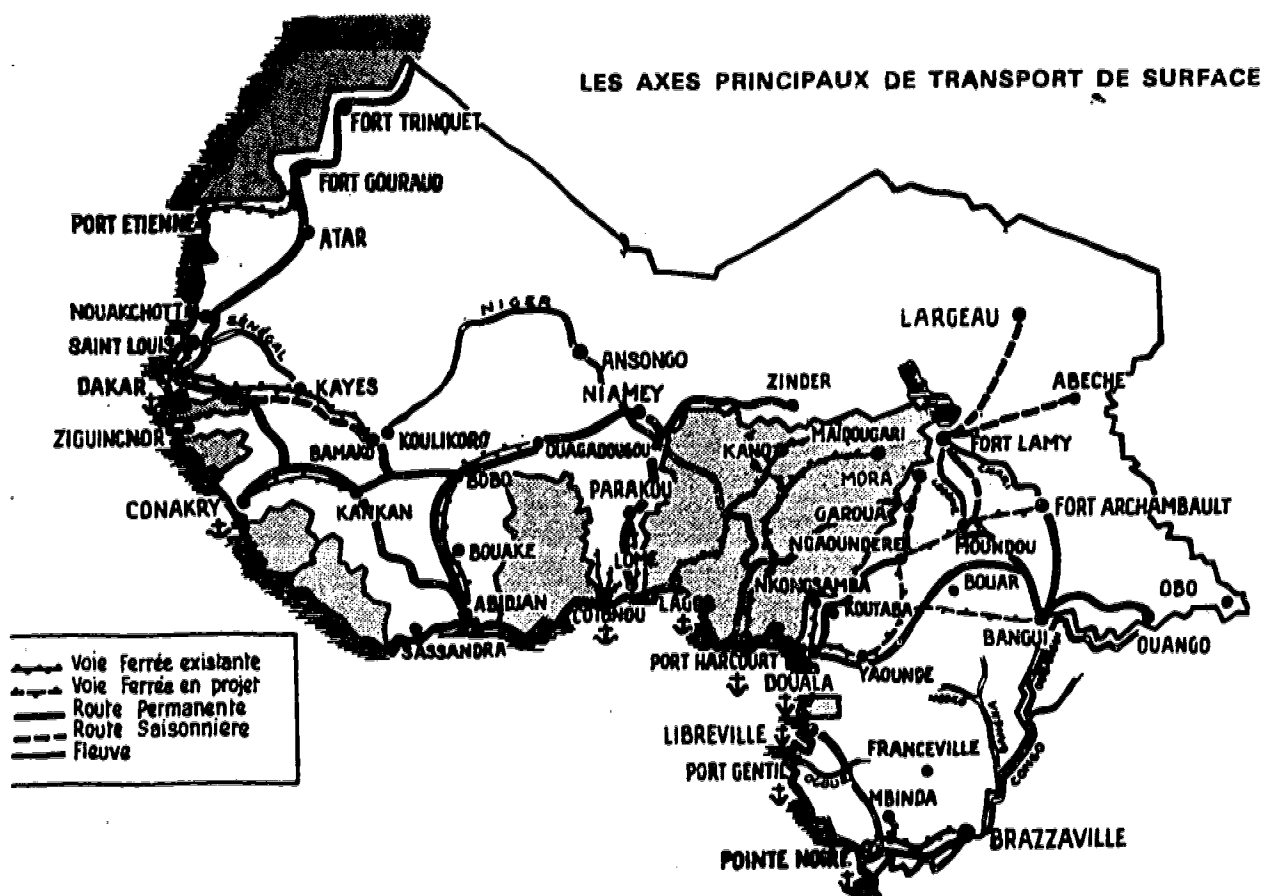 LES AXES PRINCIPAUX DE TRANSPORT DE SURFACE
FORT TRINQUET
FORT GOURAUD
PORT ETIENNE
ATAR
NOUAKCHOTT
SÉNÉGAL
NIGER
LARGEAU
SAINT LOUIS
ANSONGO
DAKAR
KAYES
NIAMEY
ZINDER
ABECHE
ZIGUINCNOR
BAMAKO
KOULIKORO
OUAGADOUGOU
KANO
MAIDOUGARI
FORT LAMY
BOBO
PARAKOU
MORA
CONAKRY
KANKAN
GAROUA
FORT ARCHAMBAULT
NGAOUNDERE
MOUNDOU
BOUAKE
LOME
NKONGSAMBA
BOUAR
OBO
ABIDJAN
COTONOU
LAGOS
KOUTABA
BANGUI
OUANGO
SASSANDRA
PORT HARCOURT
YAOUNDE
DOUALA
LIBREVILLE
FRANCEVILLE
PORT GENTIL
CONGO
MBINDA
BRAZZAVILLE
POINTE NOIRE
Voie Ferrée existante
Voie Ferrée en projet
Route Permanente
Route Saisonnière
Fleuve